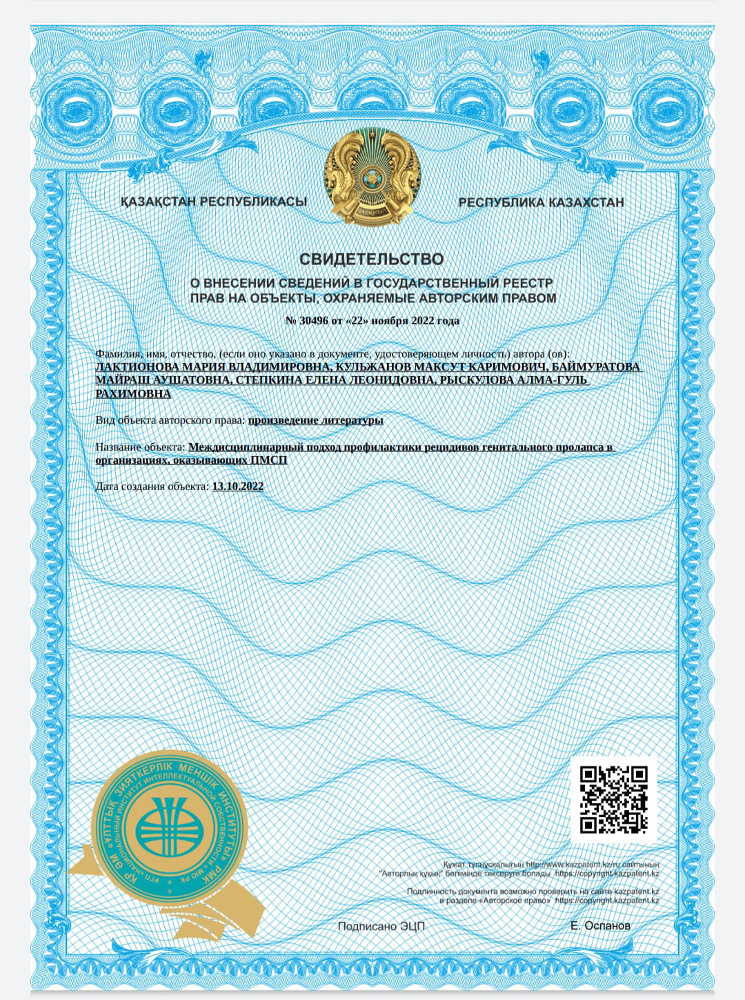 ҚАЗАҚСТАН РЕСПУБЛИКАСЫ
РЕСПУБЛИКА КАЗАХСТАН
QAZAQSTAN
СВИДЕТЕЛЬСТВО
О ВНЕСЕНИИ СВЕДЕНИЙ В ГОСУДАРСТВЕННЫЙ РЕЕСТР
ПРАВ НА ОБЪЕКТЫ, ОХРАНЯЕМЫЕ АВТОРСКИМ ПРАВОМ
№ 30496 от «22» ноября 2022 года
Фамилия, имя, отчество, (если оно указано в документе, удостоверяющем личность) автора (ов):
ЛАКТИОНОВА МАРИЯ ВЛАДИМИРОВНА, КУЛЬЖАНОВ МАКСУТ КАРИМОВИЧ, БАЙМУРАТОВА
МАЙРАШ АУШАТОВНА, СТЕПКИНА ЕЛЕНА ЛЕОНИДОВНА, РЫСКУЛОВА АЛМА-ГУЛЬ
РАХИМОВНА
Вид объекта авторского права: произведение литературы
Название объекта: Междисциплинарный подход профилактики рецидивов генитального пролапса в
организациях, оказывающих ПМСП
Дата создания объекта: 13.10.2022
ҚР ӘМ «ҰЛТТЫҚ ЗИЯТКЕРЛІК МЕНШІК ИНСТИТУТЫ» РМК
РГП «НАЦИОНАЛЬНЫЙ ИНСТИТУТ ИНТЕЛЛЕКТУАЛЬНОЙ СОБСТВЕННОСТИ» МЮ РК
Құжат түпнұсқалығын http://www.kazpatent.kz/ru сайтының
"Авторлық құқық" бөлімінде тексеруге болады https://copyright.kazpatent.kz
Подлинность документа возможно проверить на сайте kazpatent.kz
в разделе «Авторское право» https://copyright.kazpatent.kz
Подписано ЭЦП
Е. Оспанов